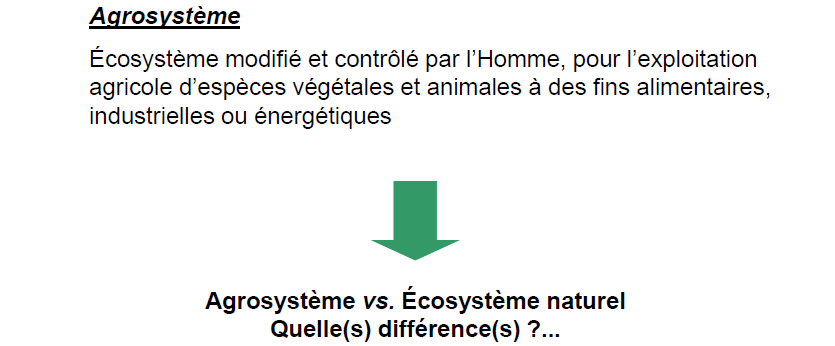 Agrosystème
Écosystème modifié et contrôlé par l'Homme, pour l'exploitation
agricole d'espèces végétales et animales à des fins alimentaires,
industrielles ou énergétiques
Agrosystème vs. Écosystème naturel
Quelle(s) différence(s) ?...